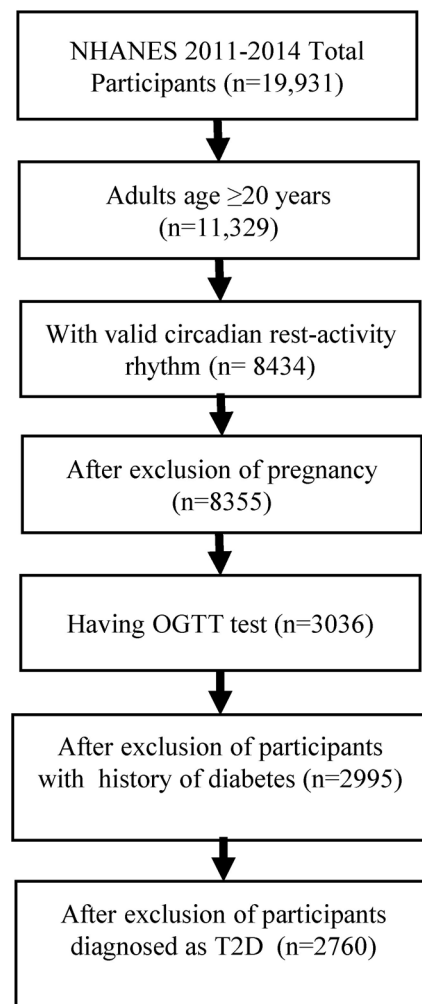 NHANES 2011-2014 Total
Participants (n=19,931)
Adults age ≥20 years
(n=11,329)
With valid circadian rest-activity
rhythm (n= 8434)
After exclusion of pregnancy
(n=8355)
Having OGTT test (n=3036)
After exclusion of participants
with history of diabetes (n=2995)
After exclusion of participants
diagnosed as T2D (n=2760)